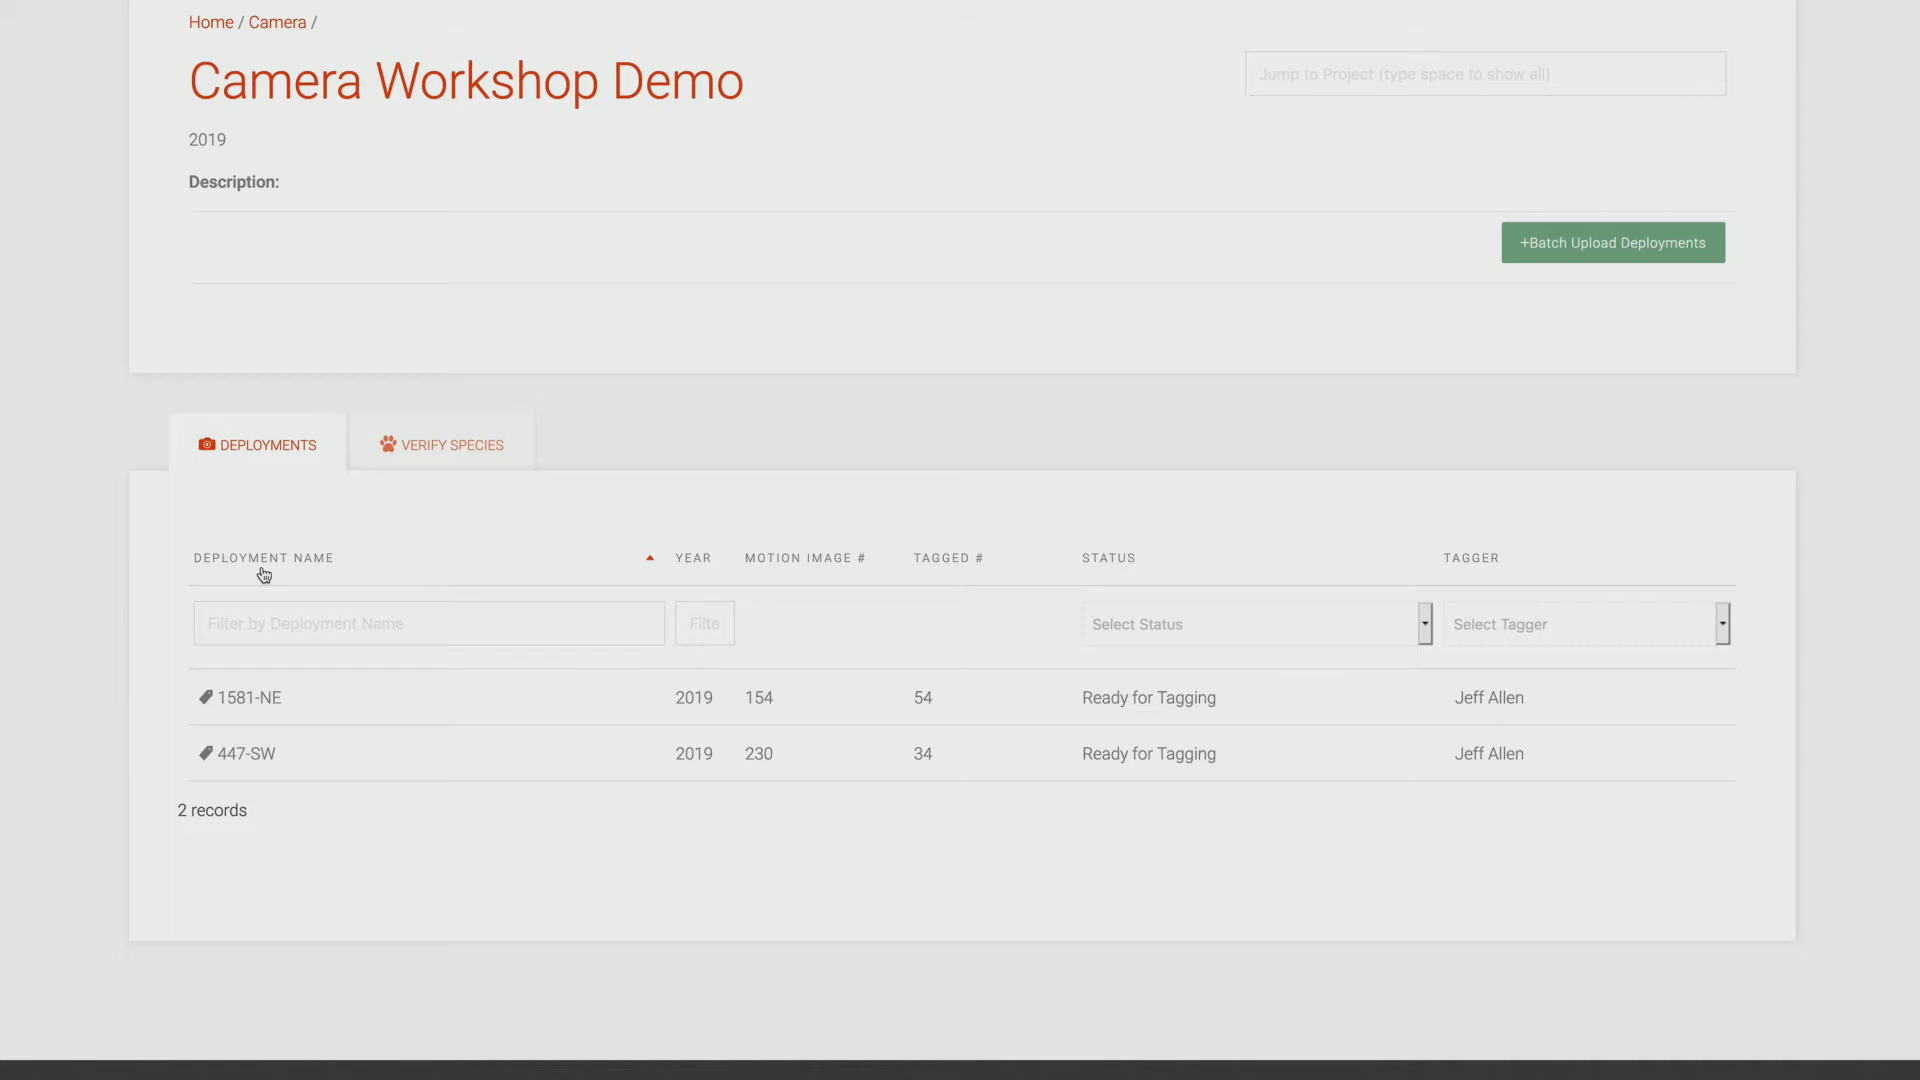 Home / Camera /
Camera Workshop Demo
Jump to Project (type space to show all)
2019
Description:
+Batch Upload Deployments
DEPLOYMENTS
VERIFY SPECIES
DEPLOYMENT NAME YEAR MOTION IMAGE # TAGGED # STATUS TAGGER
Filter by Deployment Name Filte Select Status Select Tagger
1581-NE 2019 154 54 Ready for Tagging Jeff Allen
447-SW 2019 230 34 Ready for Tagging Jeff Allen
2 records